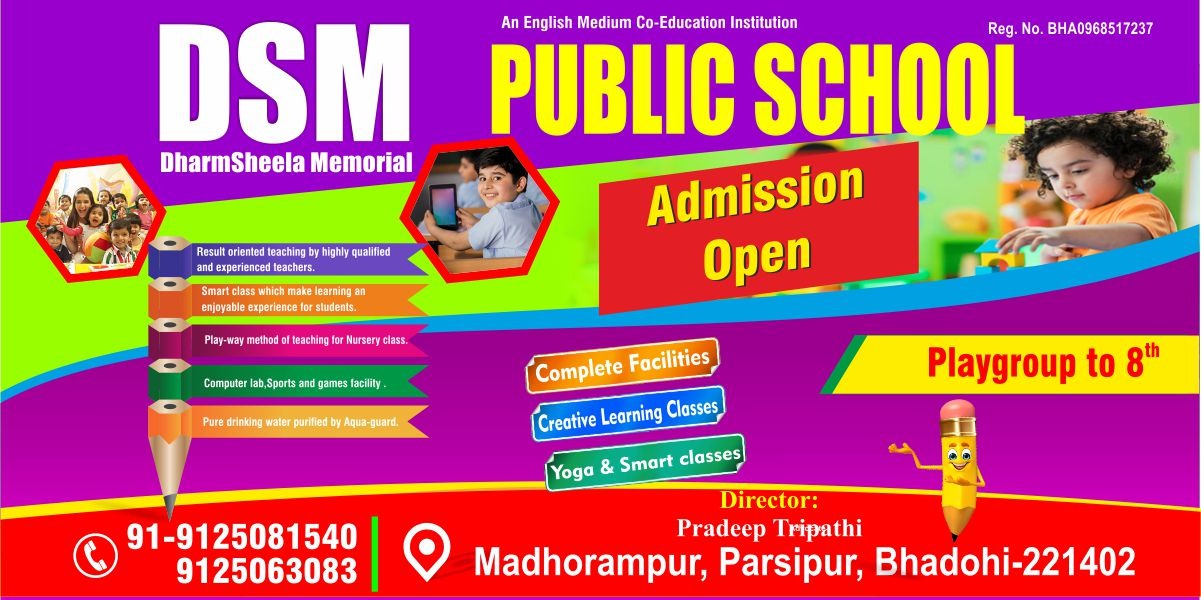 An English Medium Co-Education Institution
Reg. No. BHA0968517237
DSM
PUBLIC SCHOOL
DharmSheela Memorial
Admission
Open
Result oriented teaching by highly qualified
and experienced teachers.
Smart class which make learning an
enjoyable experience for students.
Play-way method of teaching for Nursery class.
Computer lab,Sports and games facility .
Pure drinking water purified by Aqua-guard.
Complete Facilities
Creative Learning Classes
Yoga & Smart classes
Playgroup to 8th
Director:
Pradeep Tripathi
91-9125081540
9125063083
Madhorampur, Parsipur, Bhadohi-221402